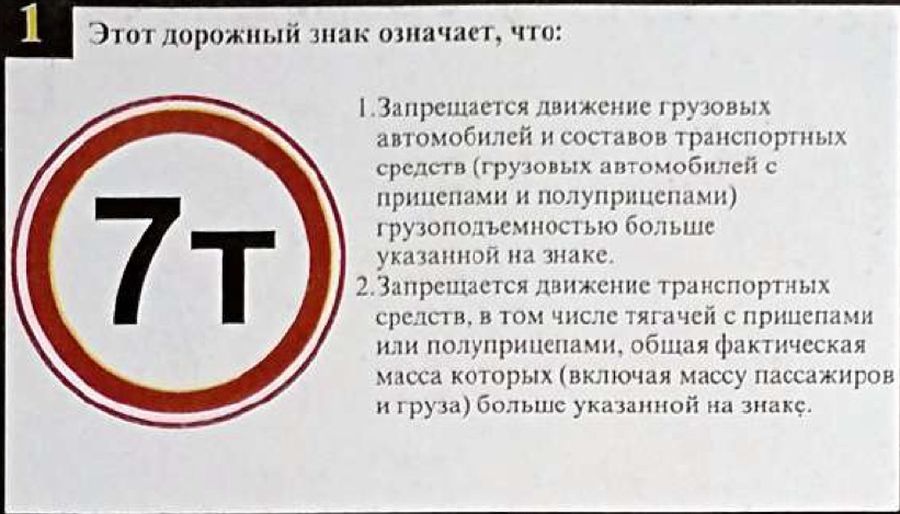 1
Этот дорожный знак означает, что:
7т
1.Запрещается движение грузовых
автомобилей и составов транспортных
средств (грузовых автомобилей с
прицепами и полуприцепами)
грузоподъемностью больше
указанной на знаке.
2.Запрещается движение транспортных
средств, в том числе тягачей с прицепами
или полуприцепами, общая фактическая
масса которых (включая массу пассажиров
и груза) больше указанной на знаке.